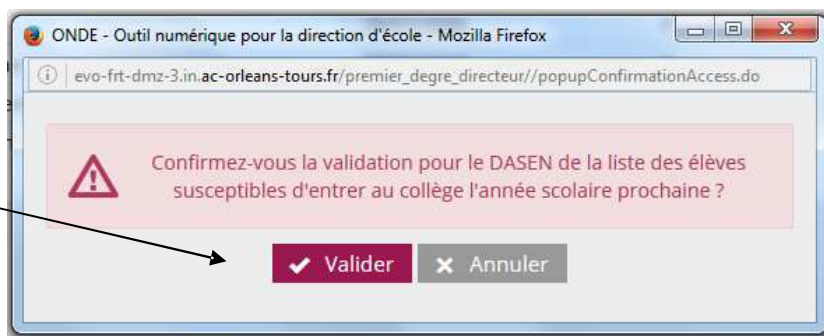 ONDE - Outil numérique pour la direction d'école - Mozilla Firefox
evo-frt-dmz-3.in.ac-orleans-tours.fr/premier_degre_directeur//popupConfirmationAccess.do
Confirmez-vous la validation pour le DASEN de la liste des élèves
susceptibles d'entrer au collège l'année scolaire prochaine ?
Valider Annuler